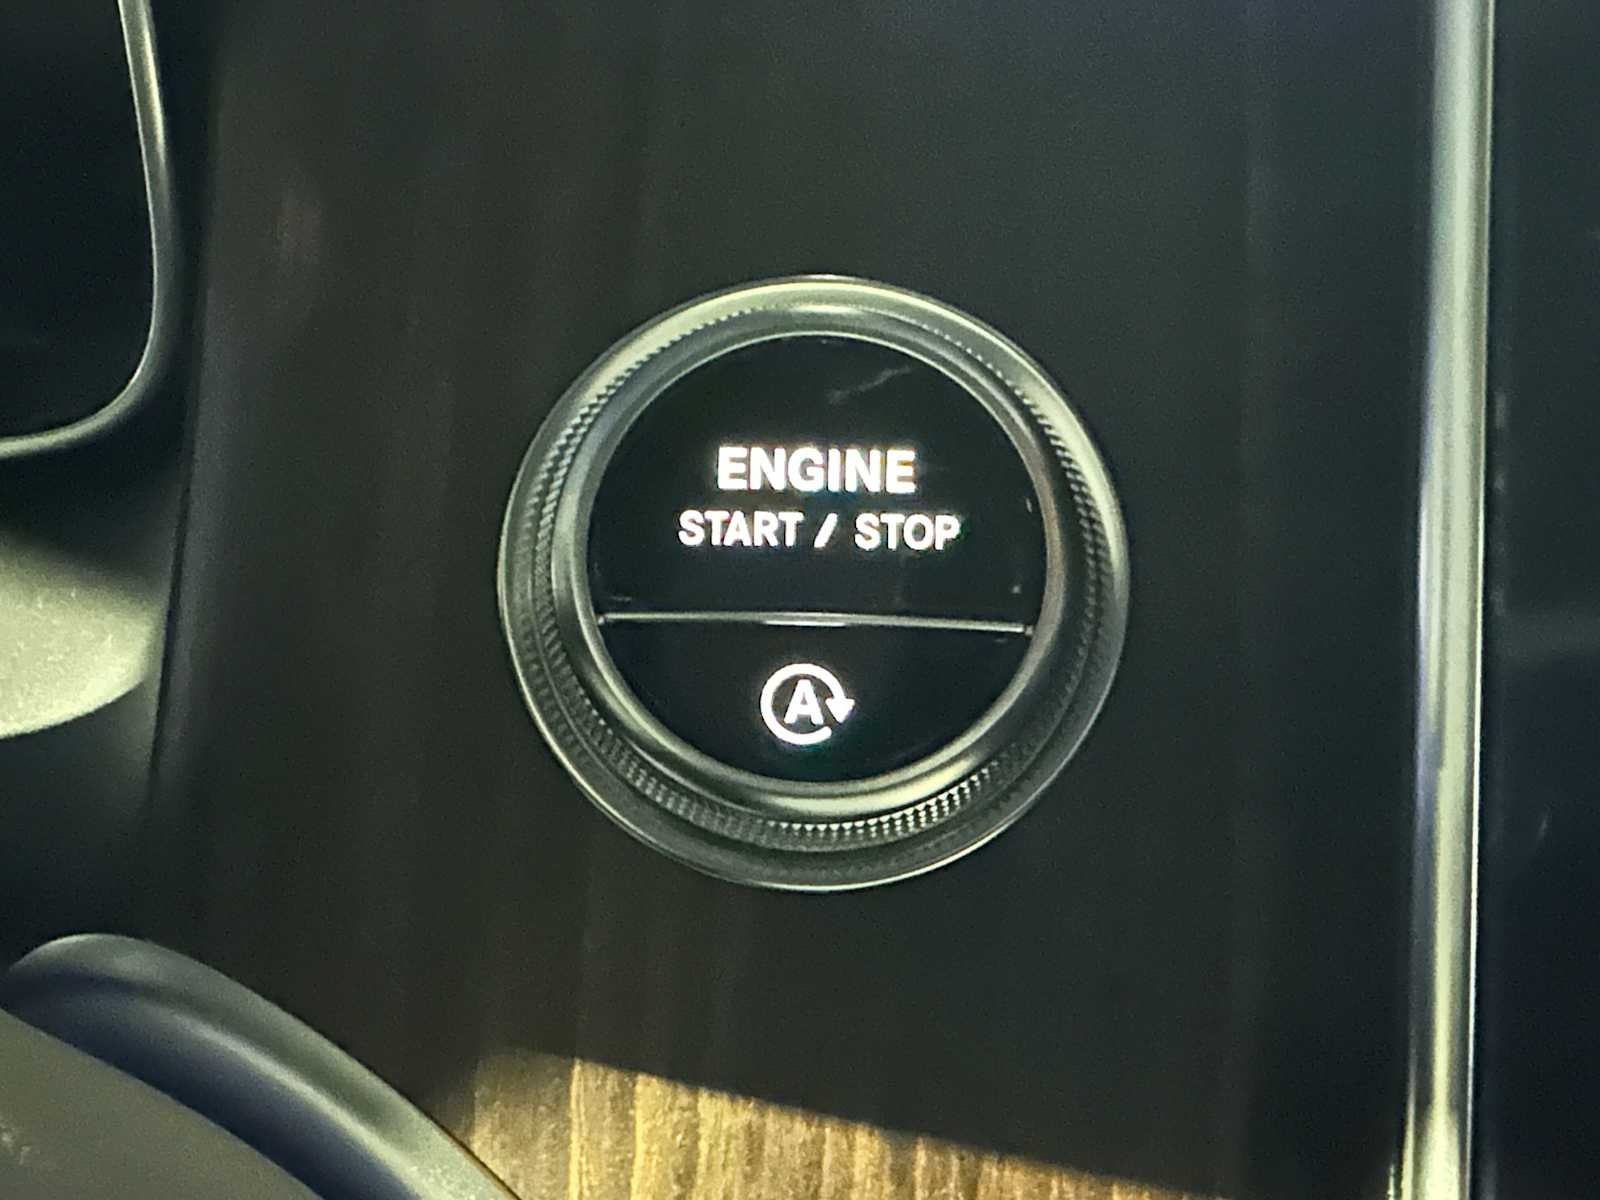 ENGINE
START / STOP
A